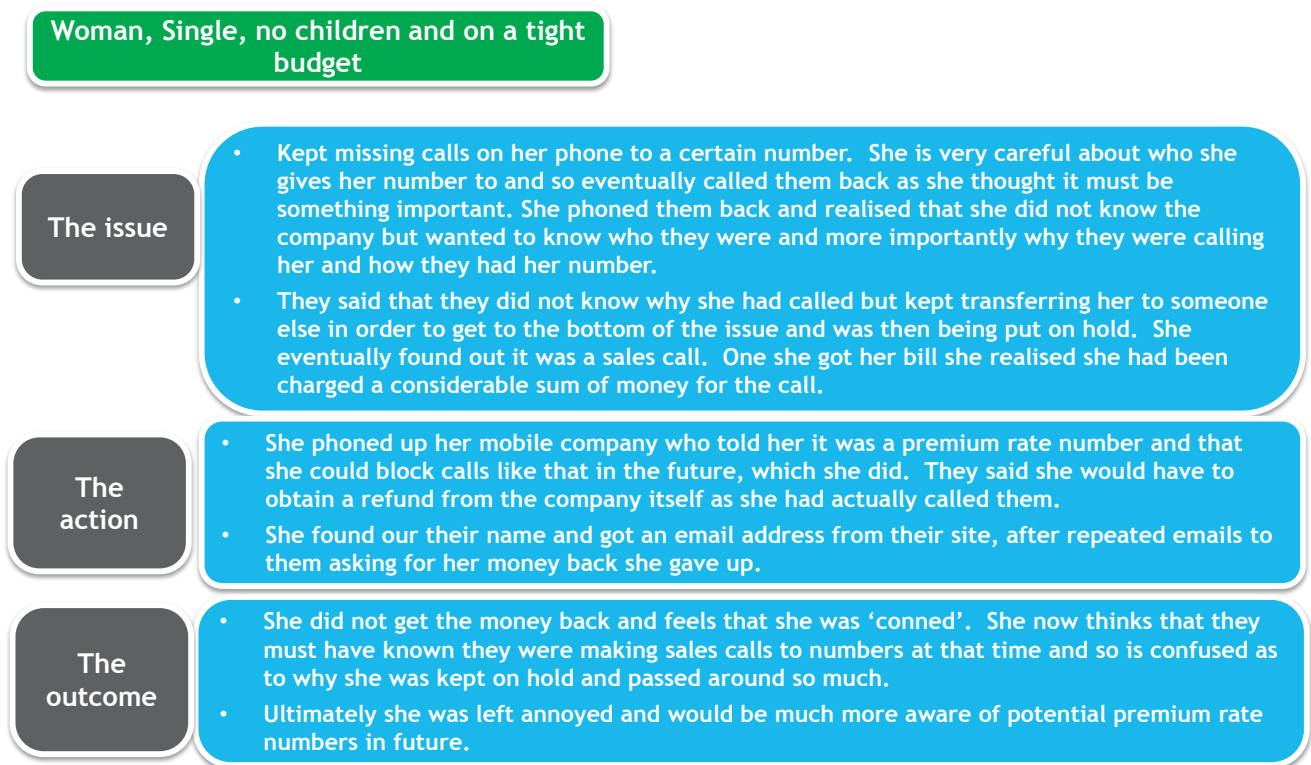 Woman, Single, no children and on a tight
budget
The issue
• Kept missing calls on her phone to a certain number. She is very careful about who she
gives her number to and so eventually called them back as she thought it must be
something important. She phoned them back and realised that she did not know the
company but wanted to know who they were and more importantly why they were calling
her and how they had her number.
• They said that they did not know why she had called but kept transferring her to someone
else in order to get to the bottom of the issue and was then being put on hold. She
eventually found out it was a sales call. One she got her bill she realised she had been
charged a considerable sum of money for the call.
The
action
• She phoned up her mobile company who told her it was a premium rate number and that
she could block calls like that in the future, which she did. They said she would have to
obtain a refund from the company itself as she had actually called them.
• She found our their name and got an email address from their site, after repeated emails to
them asking for her money back she gave up.
The
outcome
• She did not get the money back and feels that she was ‘conned’. She now thinks that they
must have known they were making sales calls to numbers at that time and so is confused as
to why she was kept on hold and passed around so much.
• Ultimately she was left annoyed and would be much more aware of potential premium rate
numbers in future.